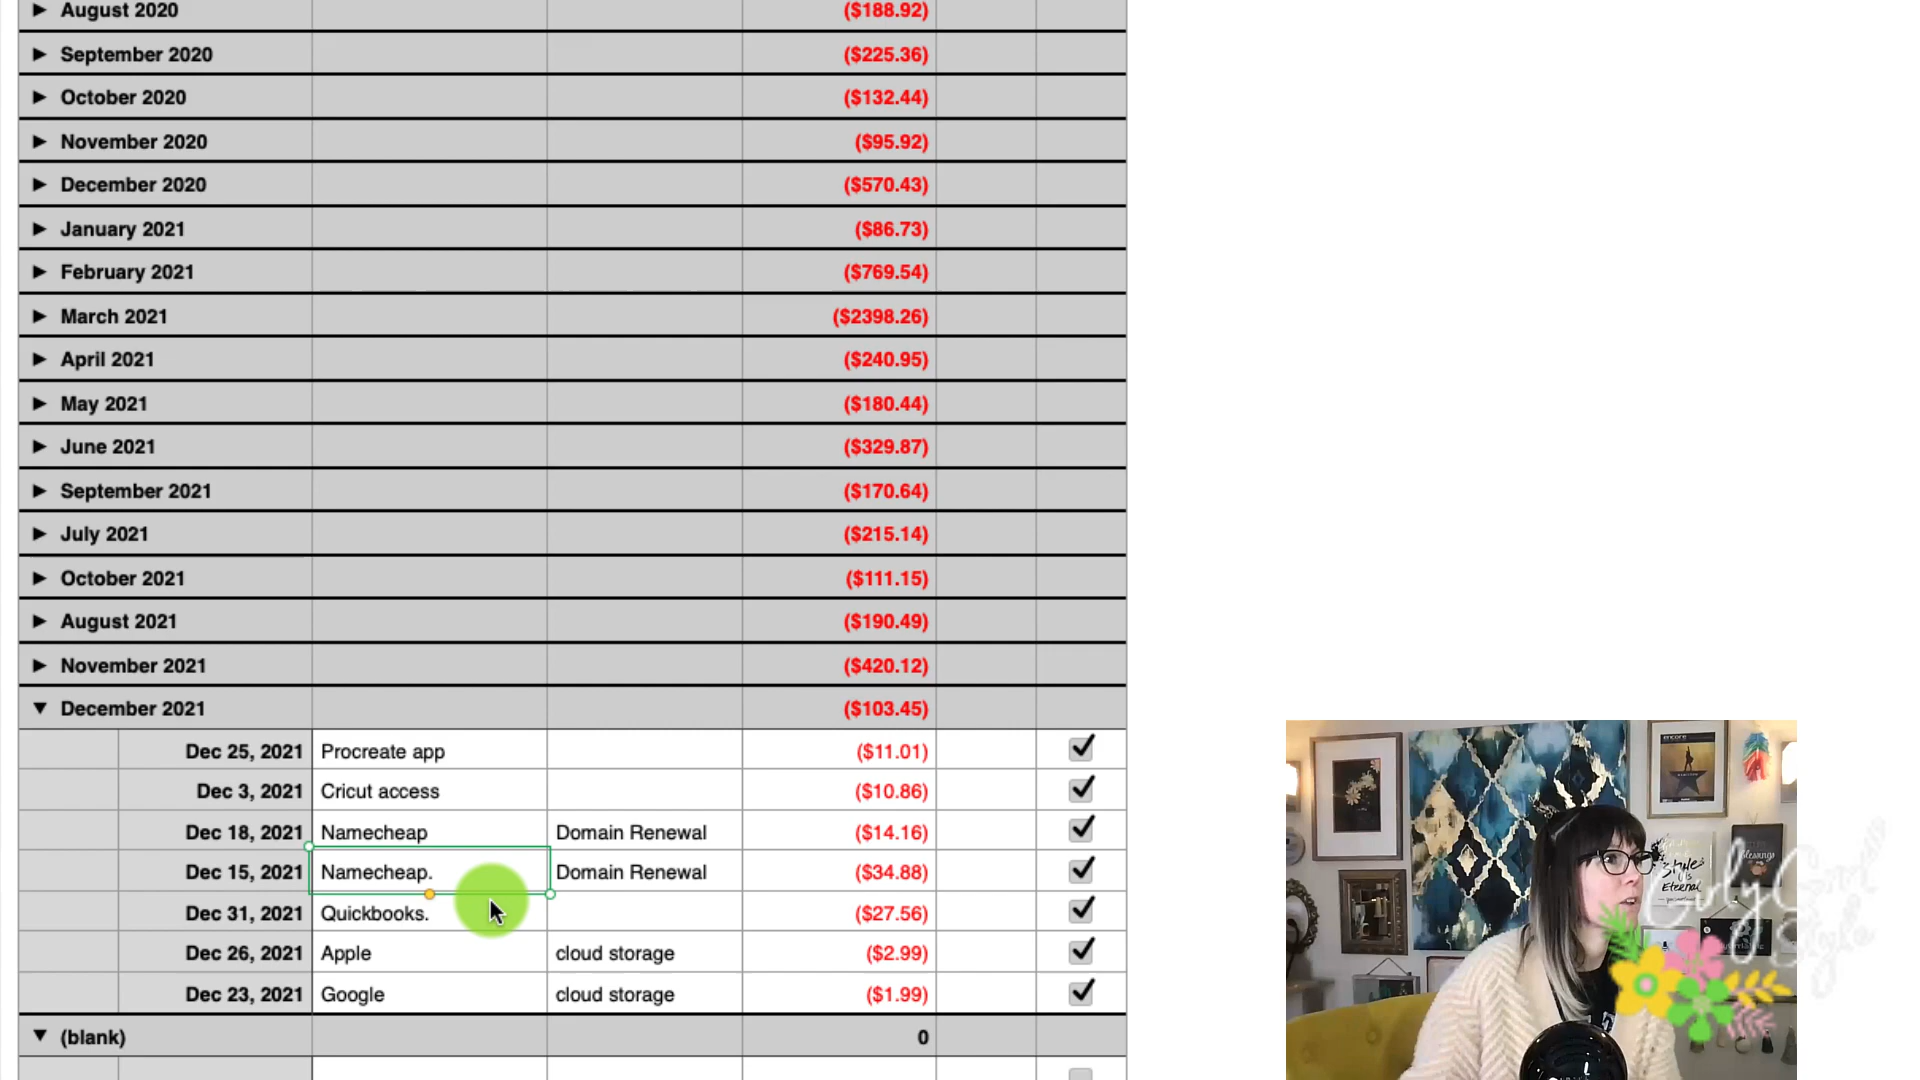 ▶ August 2020 ($188.92)
▶ September 2020 ($225.36)
▶ October 2020 ($132.44)
▶ November 2020 ($95.92)
▶ December 2020 ($570.43)
▶ January 2021 ($86.73)
▶ February 2021 ($769.54)
▶ March 2021 ($2398.26)
▶ April 2021 ($240.95)
▶ May 2021 ($180.44)
▶ June 2021 ($329.87)
▶ September 2021 ($170.64)
▶ July 2021 ($215.14)
▶ October 2021 ($111.15)
▶ August 2021 ($190.49)
▶ November 2021 ($420.12)
▼ December 2021 ($103.45)
Dec 25, 2021 Procreate app ($11.01) ✓
Dec 3, 2021 Cricut access ($10.86) ✓
Dec 18, 2021 Namecheap Domain Renewal ($14.16) ✓
Dec 15, 2021 Namecheap. Domain Renewal ($34.88) ✓
Dec 31, 2021 Quickbooks. ($27.56) ✓
Dec 26, 2021 Apple cloud storage ($2.99) ✓
Dec 23, 2021 Google cloud storage ($1.99) ✓
▼ (blank) 0
Style
is
Eternal
blessings